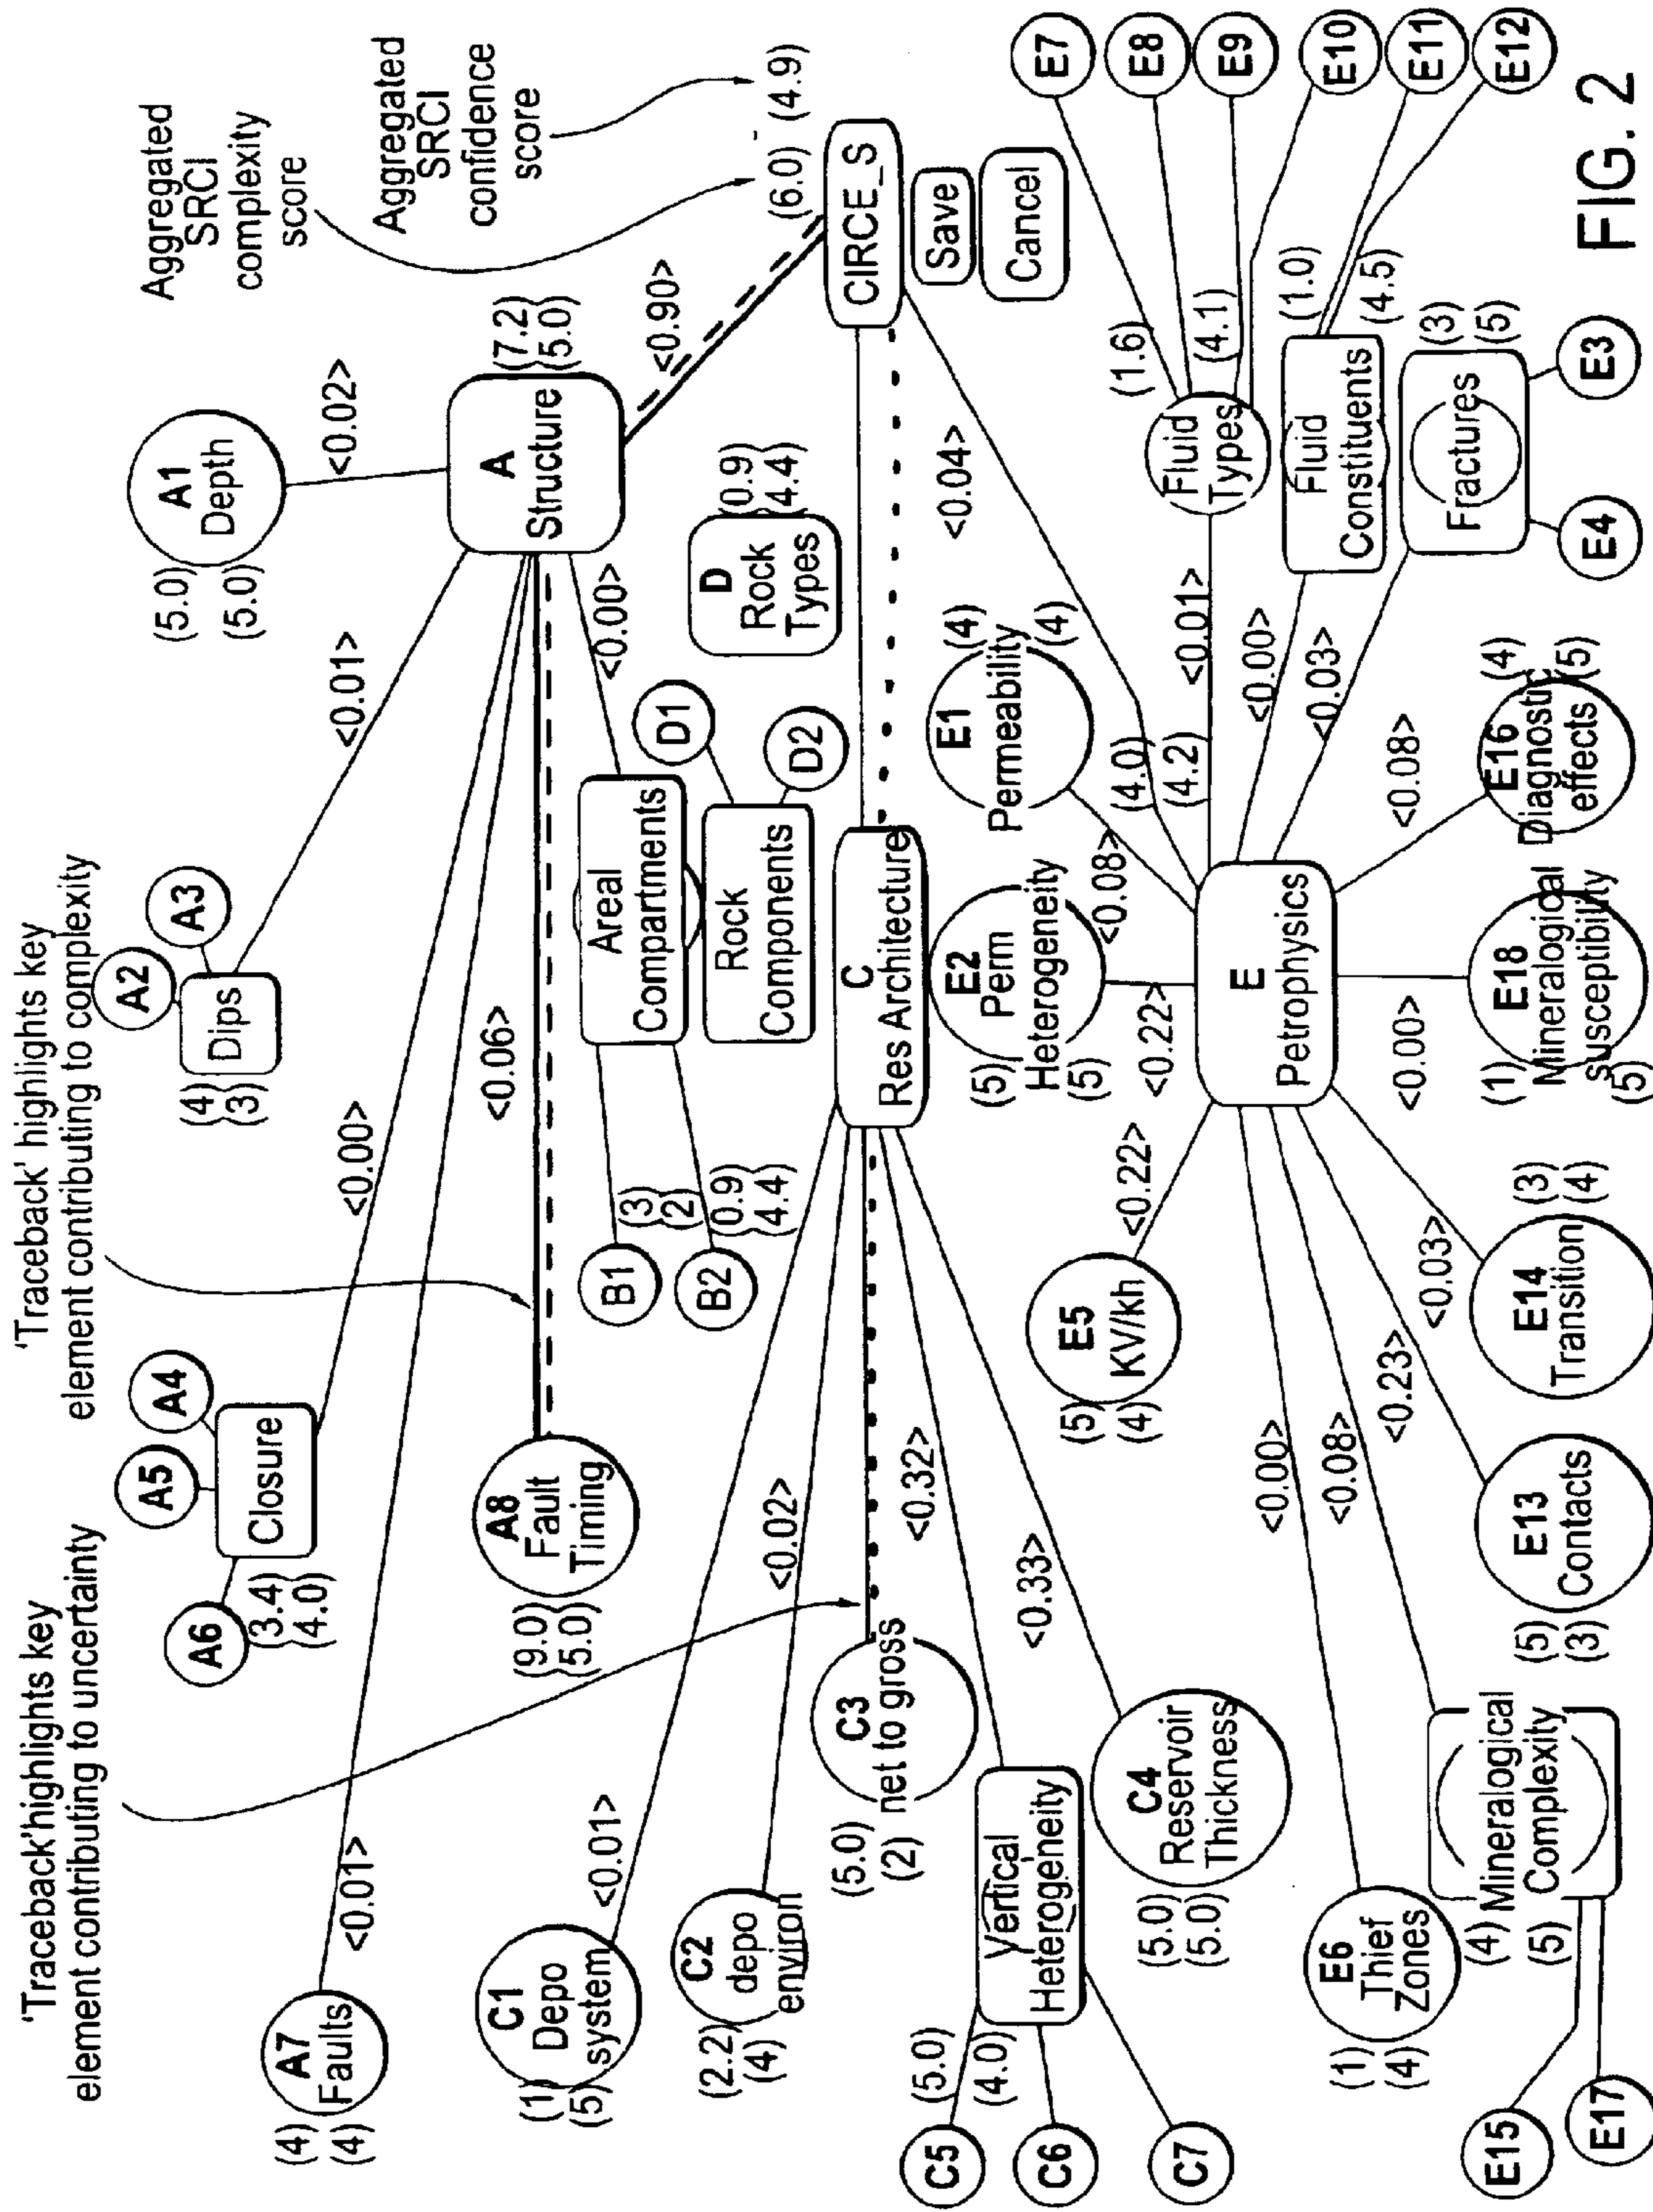 'Traceback' highlights key
element contributing to uncertainty
'Traceback' highlights key
element contributing to complexity
Aggregated
SRCI
complexity
score
Aggregated
SRCI
confidence
score
(6.0) (4.9)
CIRCE_S
Save
Cancel
<0.90>
A
Structure
(7.2)
(5.0)
A1
Depth
(5.0)
(5.0)
<0.02>
A2
A3
Dips
(4)
(3)
<0.01>
A4
A5
A6
Closure
(3.4)
(4.0)
<0.00>
A7
Faults
(4)
(4)
<0.01>
<0.06>
A8
Fault
Timing
(9.0)
(5.0)
<0.00>
Areal
Compartments
B1
B2
(3)
(2)
(0.9)
(4.4)
Rock
Components
D1
D2
D
Rock
Types
(0.9)
(4.4)
C
Res Architecture
C1
Depo
system
(1)
(5)
<0.01>
C2
depo
environ
(2.2)
(4)
<0.02>
C3
net to gross
(5.0)
(2)
Vertical
Heterogeneity
(5.0)
(4.0)
<0.32>
C5
C6
C7
C4
Reservoir
Thickness
(5.0)
(5.0)
<0.33>
<0.04>
E
Petrophysics
(4.0)
(4.2)
E1
Permeability
(4)
(4)
<0.08>
E2
Perm
Heterogeneity
(5)
(5)
<0.22>
E5
KV/kh
(5)
(4)
<0.22>
E6
Thief
Zones
(1)
(4)
<0.00>
Mineralogical
Complexity
(4)
(5)
<0.08>
E15
E17
E13
Contacts
(5)
(3)
<0.23>
E14
Transition
(3)
(4)
<0.03>
E18
Mineralogical
susceptibility
(1)
(5)
<0.00>
E16
Diagnostic
effects
(4)
(5)
<0.08>
Fluid
Types
(1.6)
(4.1)
<0.01>
E7
E8
E9
E10
Fluid
Constituents
(1.0)
(4.5)
<0.00>
E11
E12
Fractures
(3)
(5)
<0.03>
E4
E3
FIG. 2